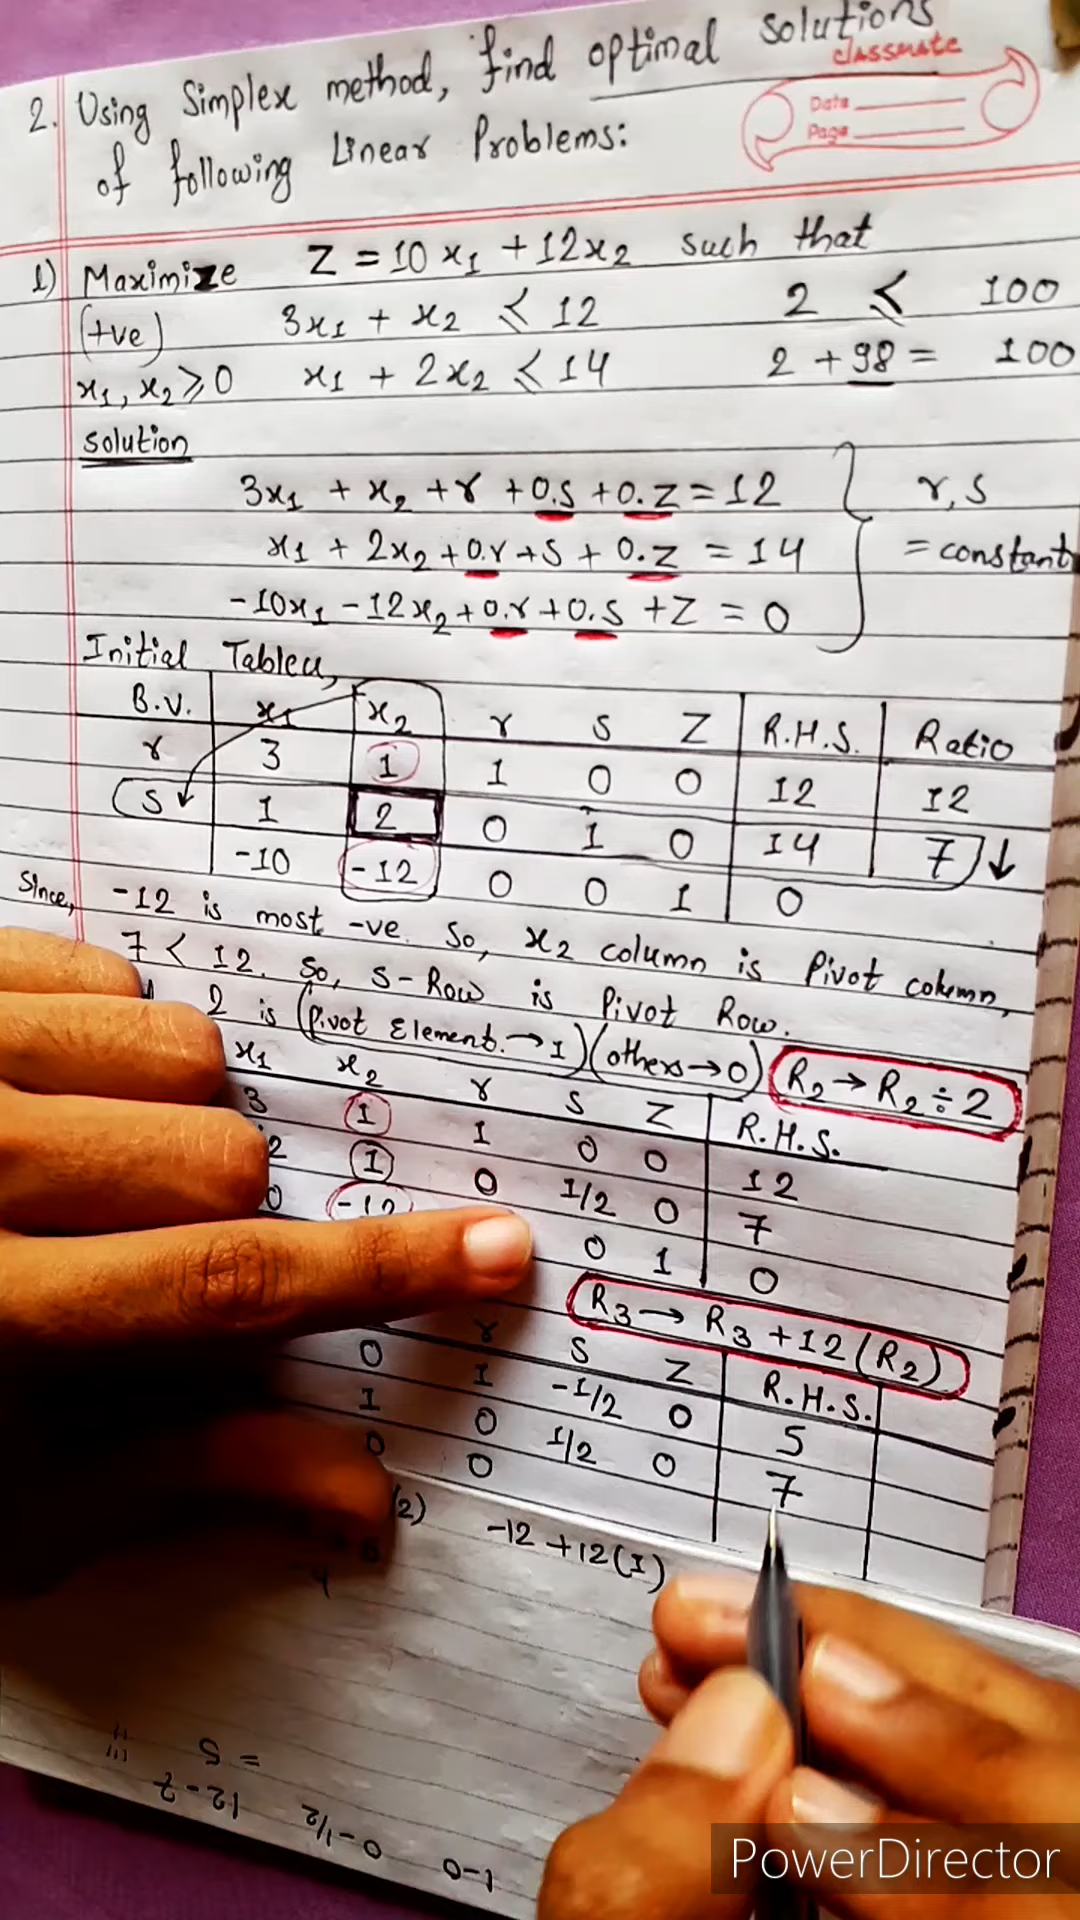 2. Using Simplex method, find optimal solutions
of following Linear Problems:
classmate
Date
Page
1) Maximize Z = 10x₁ + 12x₂ such that
(+ve) 3x₁ + x₂ ≤ 12 2 ≤ 100
x₁, x₂ ≥ 0 x₁ + 2x₂ ≤ 14 2 + 98 = 100
Solution
3x₁ + x₂ + r + 0.s + 0.z = 12 r, s
x₁ + 2x₂ + 0.r + s + 0.z = 14 = constant
-10x₁ - 12x₂ + 0.r + 0.s + Z = 0
Initial Tableu,
B.V. x₁ x₂ r s Z R.H.S. Ratio
r 3 1 1 0 0 12 12
s 1 2 0 1 0 14 7 ↓
-10 -12 0 0 1 0
Since, -12 is most -ve. So, x₂ column is Pivot column,
7 < 12. So, s-Row is Pivot Row.
2 is (Pivot Element. → 1) (others → 0) R₂ → R₂ ÷ 2
x₁ x₂ r s Z R.H.S.
3 1 1 0 0 12
2 1 0 1/2 0 7
0 -12 0 1 0
R₃ → R₃ + 12(R₂)
r s Z R.H.S.
0 1 -1/2 0 5
1 0 1/2 0 7
0 0
2) -12 + 12(1)
1-0
0-1/2
12-7
= 5
PowerDirector